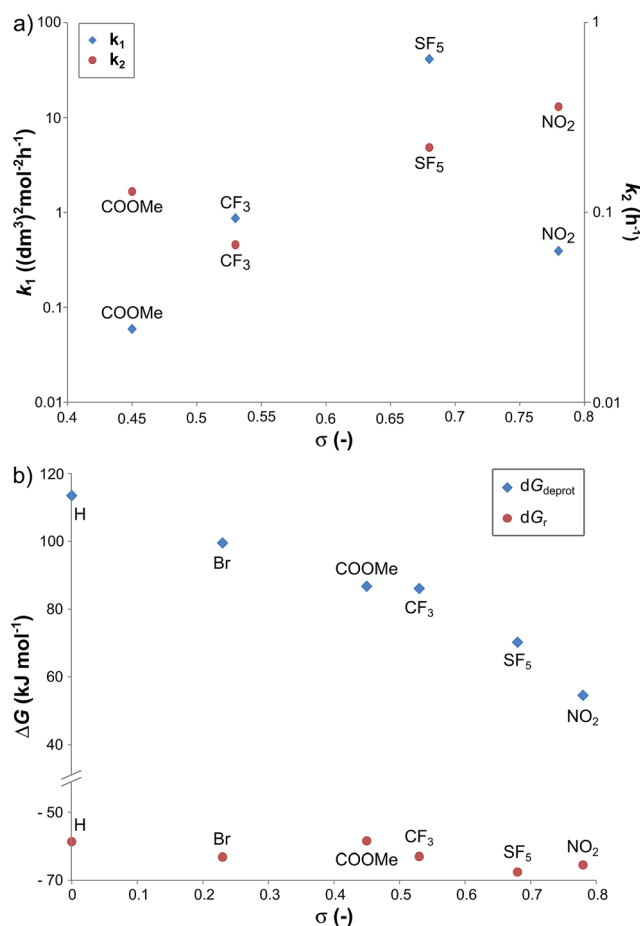 a)
100
10
1
0.1
0.01
k₁ ((dm³)²mol⁻²h⁻¹)
k₁
k₂
COOMe
COOMe
CF₃
CF₃
SF₅
SF₅
NO₂
NO₂
1
0.1
0.01
k₂ (h⁻¹)
0.4 0.45 0.5 0.55 0.6 0.65 0.7 0.75 0.8
σ (-)
b)
120
100
80
60
40
- 50
- 70
ΔG (kJ mol⁻¹)
dG_deprot
dG_r
H
Br
COOMe
CF₃
SF₅
NO₂
H
Br
COOMe
CF₃
SF₅
NO₂
0 0.1 0.2 0.3 0.4 0.5 0.6 0.7 0.8
σ (-)